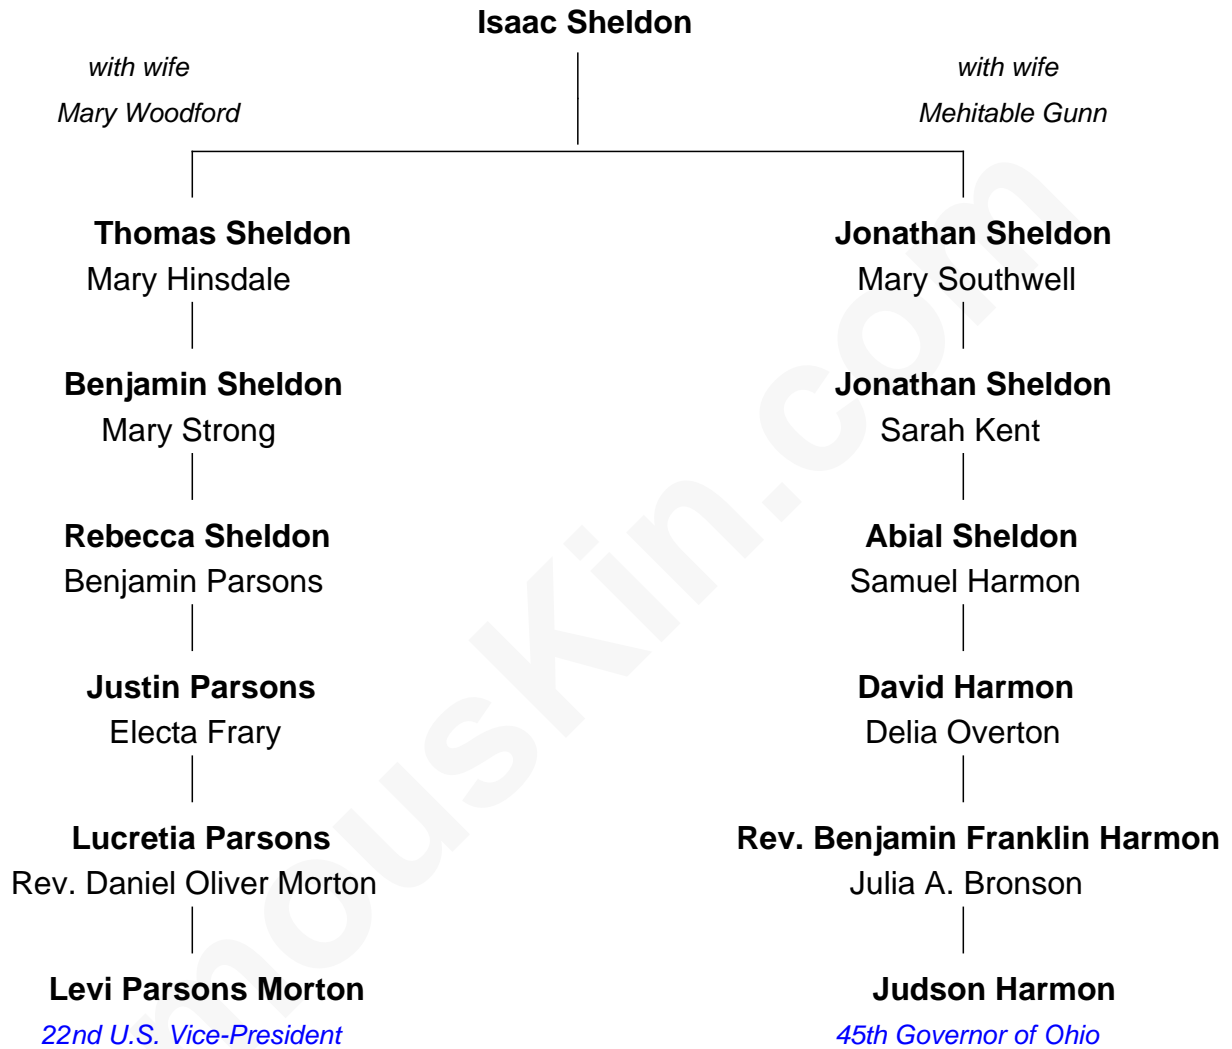 Isaac Sheldon
with wife
Mary Woodford
with wife
Mehitable Gunn
Thomas Sheldon
Mary Hinsdale
Jonathan Sheldon
Mary Southwell
Benjamin Sheldon
Mary Strong
Jonathan Sheldon
Sarah Kent
Rebecca Sheldon
Benjamin Parsons
Abial Sheldon
Samuel Harmon
Justin Parsons
Electa Frary
David Harmon
Delia Overton
Lucretia Parsons
Rev. Daniel Oliver Morton
Rev. Benjamin Franklin Harmon
Julia A. Bronson
Levi Parsons Morton
22nd U.S. Vice-President
Judson Harmon
45th Governor of Ohio
mousKin.com